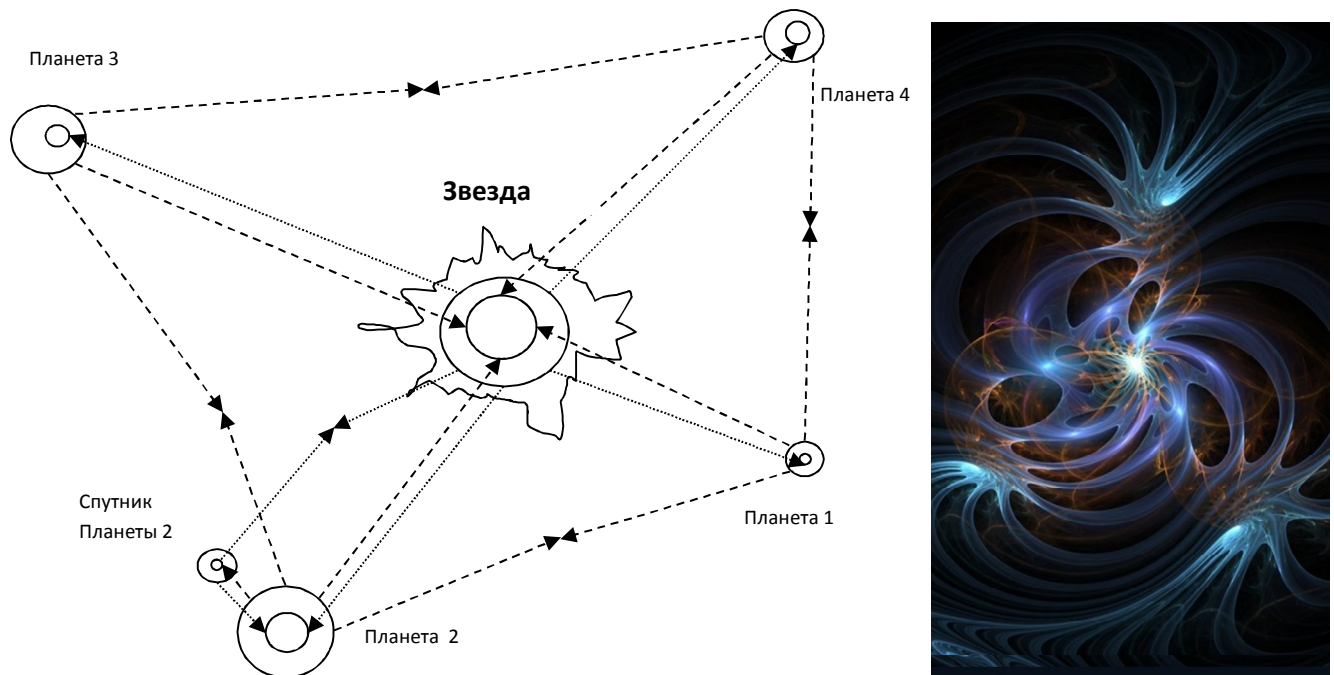 Планета 3
Планета 4
Звезда
Спутник
Планеты 2
Планета 1
Планета 2